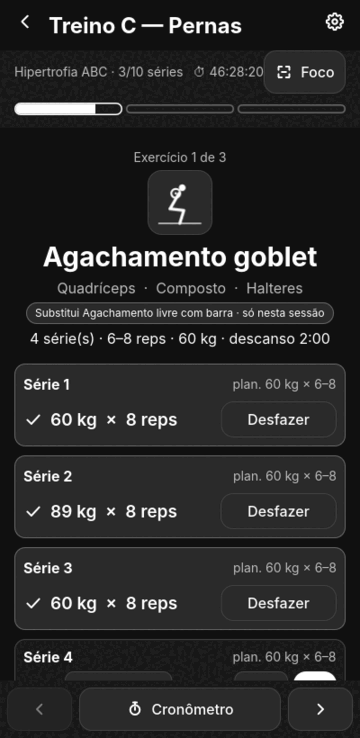 Treino C — Pernas
Hipertrofia ABC · 3/10 séries ⏱ 46:28:20
Foco
Exercício 1 de 3
Agachamento goblet
Quadríceps · Composto · Halteres
Substitui Agachamento livre com barra · só nesta sessão
4 série(s) · 6–8 reps · 60 kg · descanso 2:00
Série 1 plan. 60 kg × 6–8
✓ 60 kg × 8 reps Desfazer
Série 2 plan. 60 kg × 6–8
✓ 89 kg × 8 reps Desfazer
Série 3 plan. 60 kg × 6–8
✓ 60 kg × 8 reps Desfazer
Série 4 plan. 60 kg × 6–8
Cronômetro